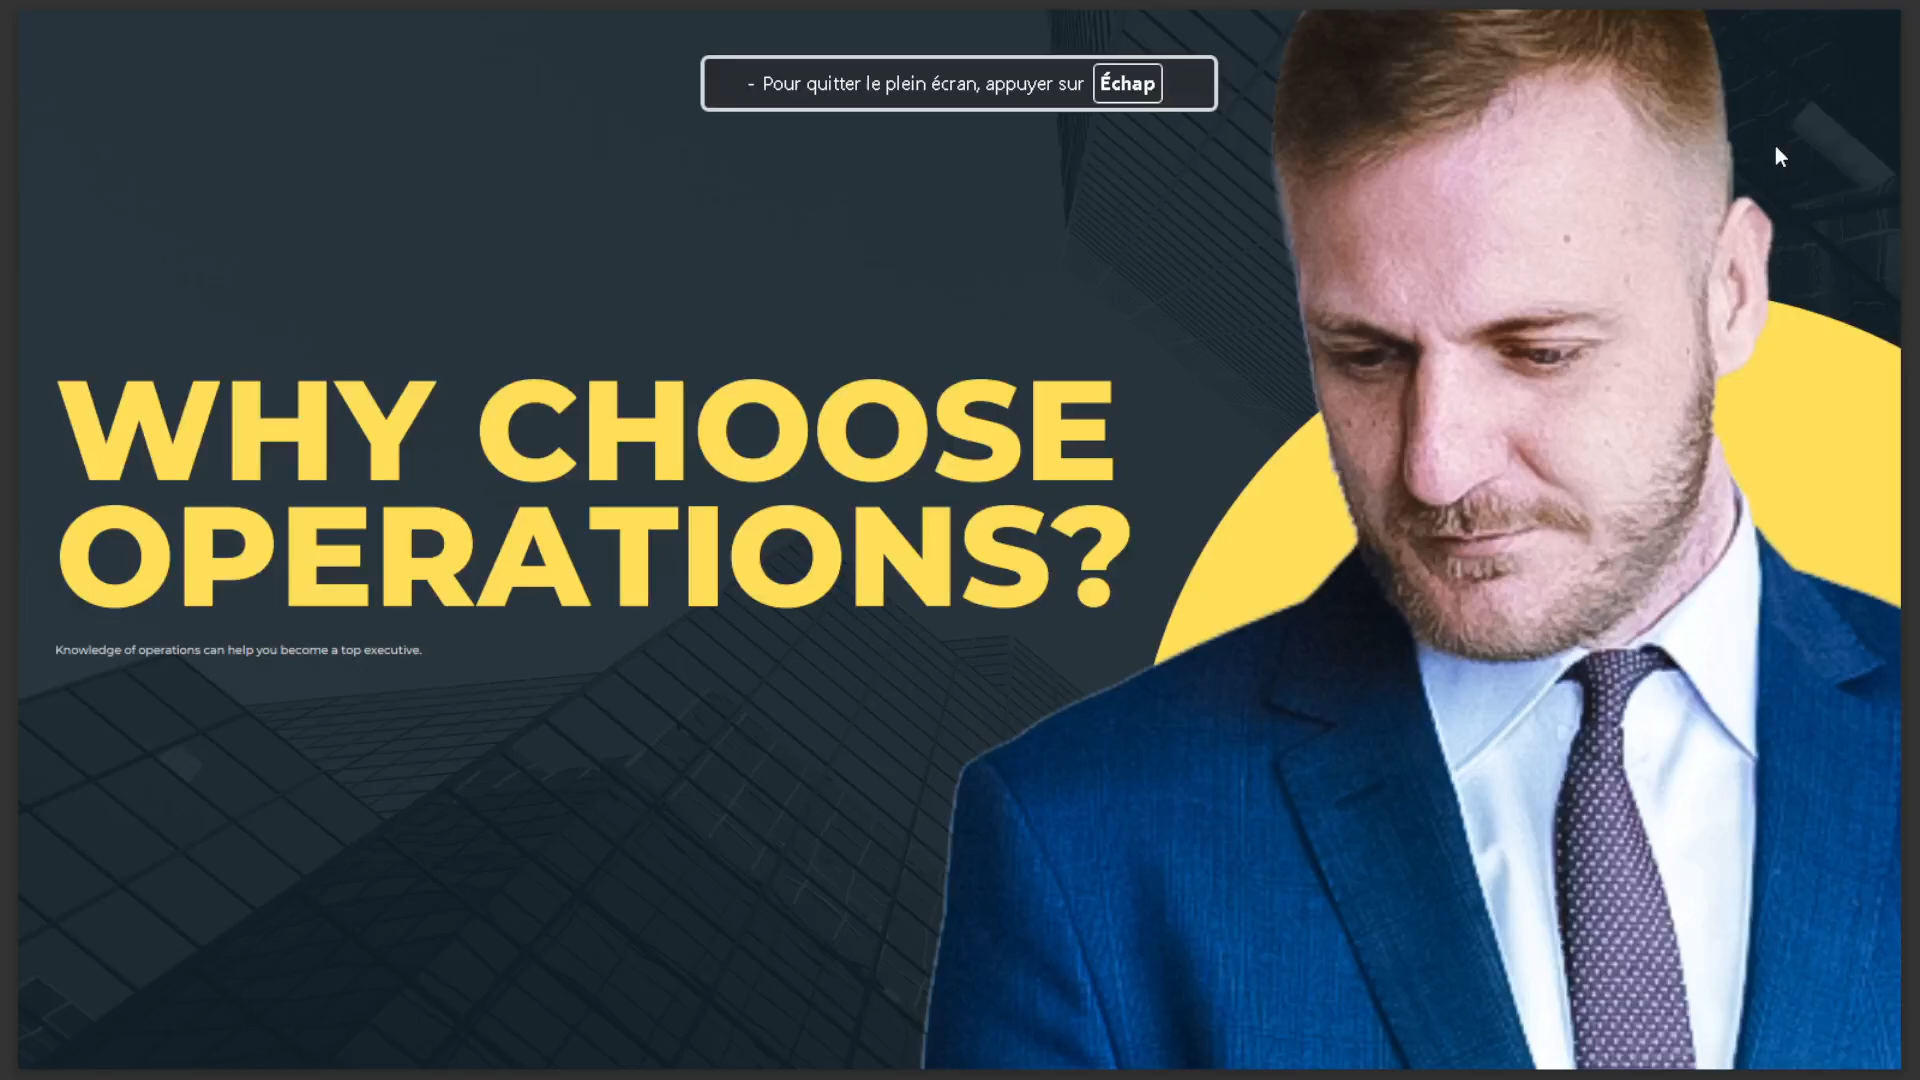 - Pour quitter le plein écran, appuyer sur Échap
WHY CHOOSE
OPERATIONS?
Knowledge of operations can help you become a top executive.